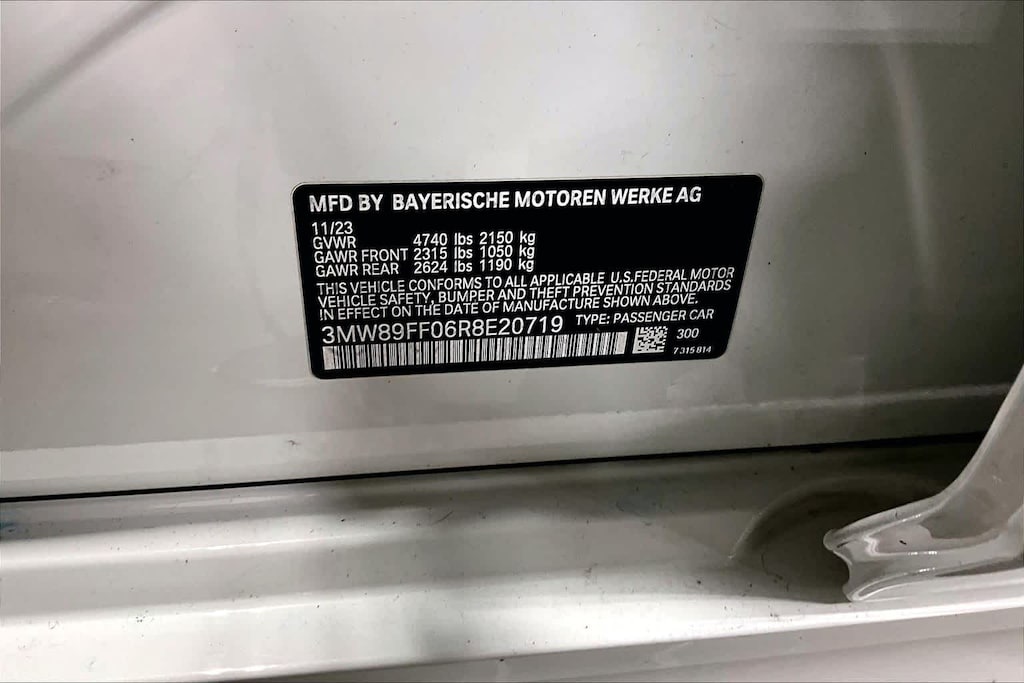 MFD BY BAYERISCHE MOTOREN WERKE AG
11/23
GVWR 4740 lbs 2150 kg
GAWR FRONT 2315 lbs 1050 kg
GAWR REAR 2624 lbs 1190 kg
THIS VEHICLE CONFORMS TO ALL APPLICABLE U.S.FEDERAL MOTOR
VEHICLE SAFETY, BUMPER AND THEFT PREVENTION STANDARDS
IN EFFECT ON THE DATE OF MANUFACTURE SHOWN ABOVE.
3MW89FF06R8E20719 TYPE: PASSENGER CAR
300
7 315 814